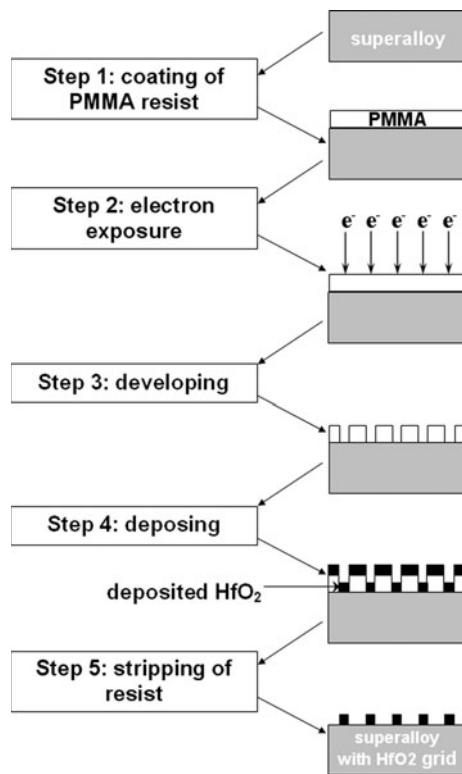 superalloy
Step 1: coating of
PMMA resist
PMMA
Step 2: electron
exposure
e⁻ e⁻ e⁻ e⁻ e⁻
Step 3: developing
Step 4: deposing
deposited HfO₂
Step 5: stripping of
resist
superalloy
with HfO2 grid